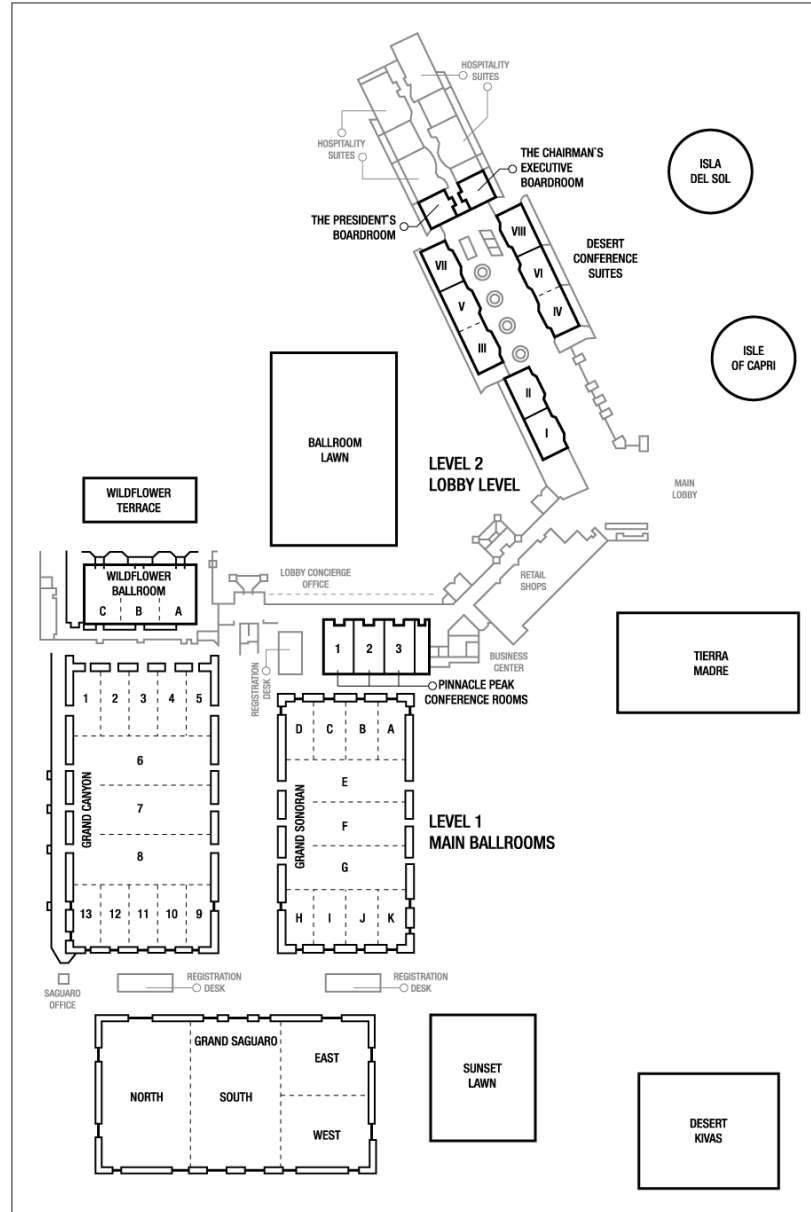 HOSPITALITY
SUITES
HOSPITALITY
SUITES
THE CHAIRMAN`S
EXECUTIVE
BOARDROOM
ISLA
DEL SOL
THE PRESIDENT`S
BOARDROOM
VIII
DESERT
CONFERENCE
SUITES
VII
VI
V
IV
III
ISLE
OF CAPRI
II
I
BALLROOM
LAWN
LEVEL 2
LOBBY LEVEL
MAIN
LOBBY
WILDFLOWER
TERRACE
WILDFLOWER
BALLROOM
C B A
LOBBY CONCIERGE
OFFICE
RETAIL
SHOPS
REGISTRATION
DESK
1 2 3
BUSINESS
CENTER
TIERRA
MADRE
PINNACLE PEAK
CONFERENCE ROOMS
1 2 3 4 5
6
7
8
GRAND CANYON
13 12 11 10 9
D C B A
E
F
G
GRAND SONORAN
H I J K
LEVEL 1
MAIN BALLROOMS
SAGUARO
OFFICE
REGISTRATION
DESK
REGISTRATION
DESK
GRAND SAGUARO
NORTH
SOUTH
EAST
WEST
SUNSET
LAWN
DESERT
KIVAS